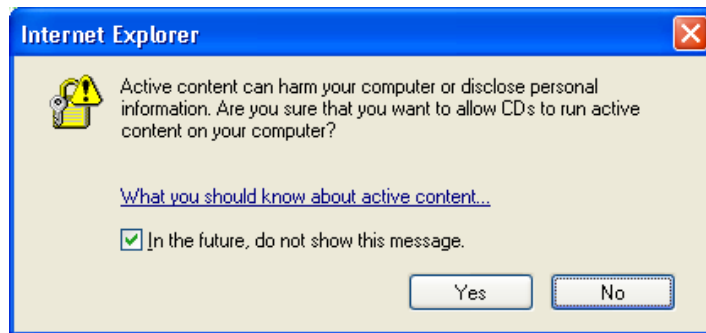 Internet Explorer
Active content can harm your computer or disclose personal
information. Are you sure that you want to allow CDs to run active
content on your computer?
What you should know about active content...
In the future, do not show this message.
Yes No